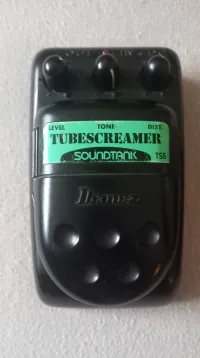 LEVEL TONE DIST
TUBESCREAMER
SOUNDTANK TS5
Ibanez